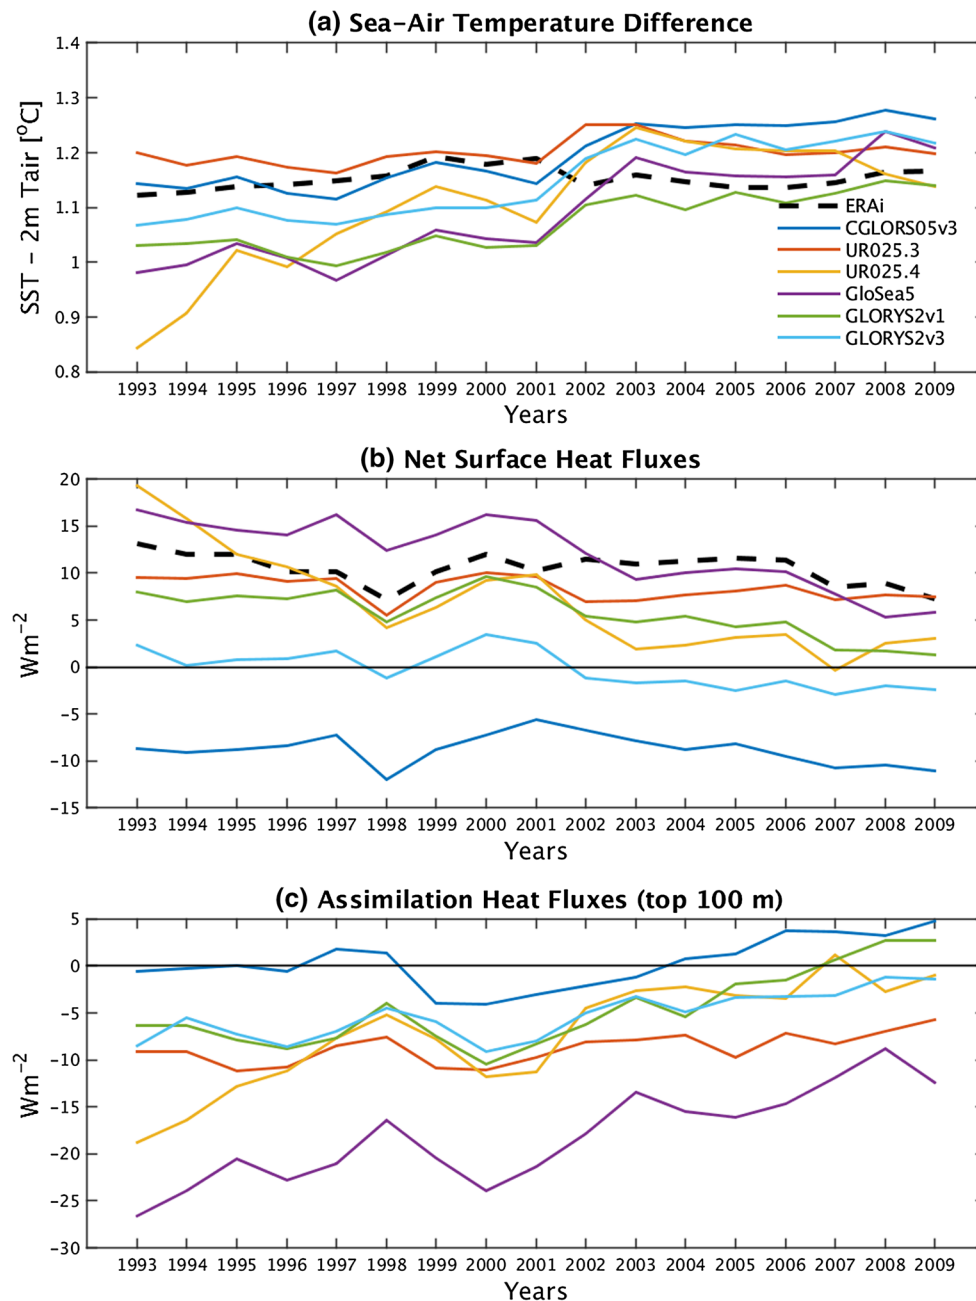 (a) Sea-Air Temperature Difference
1.4
1.3
1.2
1.1
1
0.9
0.8
SST - 2m Tair [°C]
ERAi
CGLORS05v3
UR025.3
UR025.4
GloSea5
GLORYS2v1
GLORYS2v3
1993 1994 1995 1996 1997 1998 1999 2000 2001 2002 2003 2004 2005 2006 2007 2008 2009
Years
(b) Net Surface Heat Fluxes
20
15
10
5
0
-5
-10
-15
Wm⁻²
1993 1994 1995 1996 1997 1998 1999 2000 2001 2002 2003 2004 2005 2006 2007 2008 2009
Years
(c) Assimilation Heat Fluxes (top 100 m)
5
0
-5
-10
-15
-20
-25
-30
Wm⁻²
1993 1994 1995 1996 1997 1998 1999 2000 2001 2002 2003 2004 2005 2006 2007 2008 2009
Years